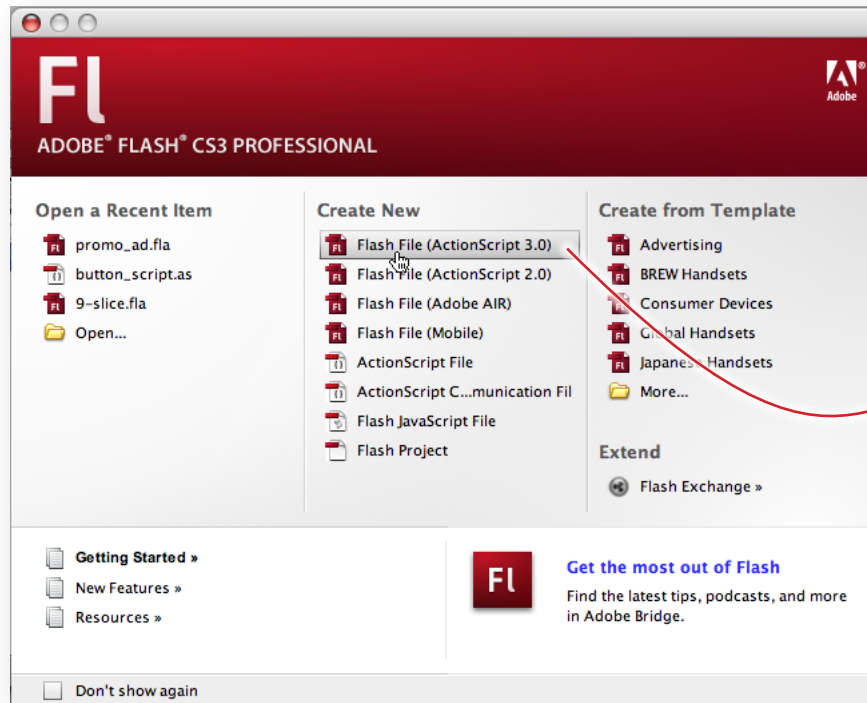 Fl
Adobe®
ADOBE® FLASH® CS3 PROFESSIONAL
Open a Recent Item
promo_ad.fla
button_script.as
9-slice.fla
Open...
Create New
Flash File (ActionScript 3.0)
Flash File (ActionScript 2.0)
Flash File (Adobe AIR)
Flash File (Mobile)
ActionScript File
ActionScript C...munication Fil
Flash JavaScript File
Flash Project
Create from Template
Advertising
BREW Handsets
Consumer Devices
Global Handsets
Japanese Handsets
More...
Extend
Flash Exchange »
Getting Started »
New Features »
Resources »
Fl
Get the most out of Flash
Find the latest tips, podcasts, and more
in Adobe Bridge.
Don't show again